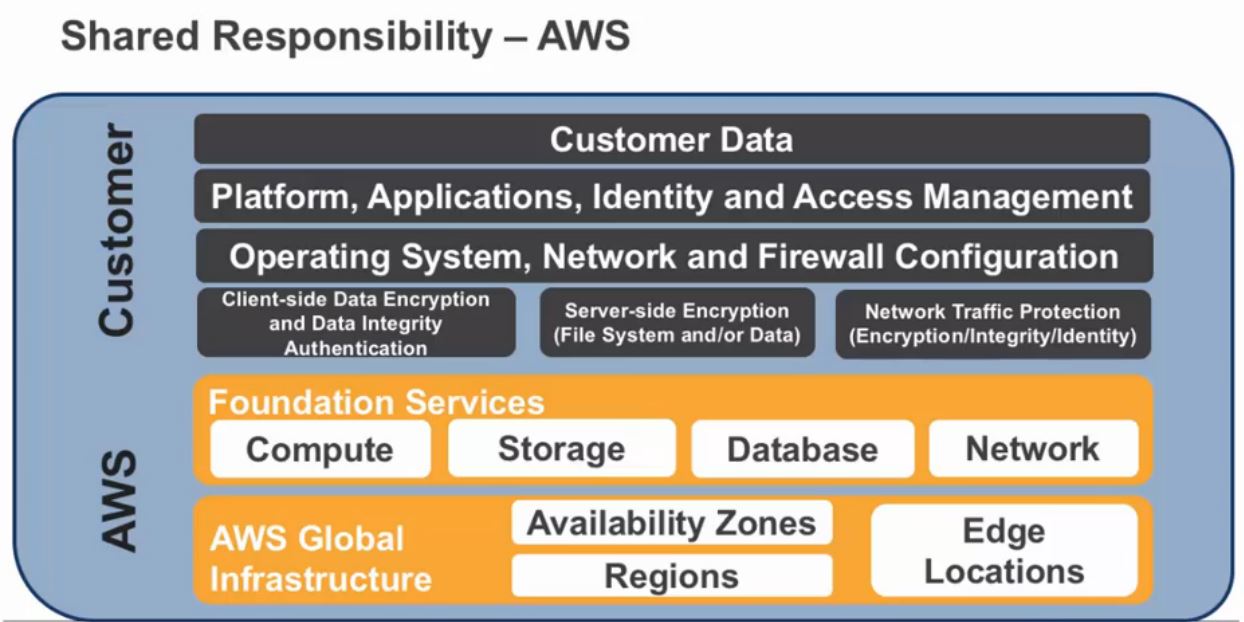 Shared Responsibility – AWS
Customer
Customer Data
Platform, Applications, Identity and Access Management
Operating System, Network and Firewall Configuration
Client-side Data Encryption
and Data Integrity
Authentication
Server-side Encryption
(File System and/or Data)
Network Traffic Protection
(Encryption/Integrity/Identity)
AWS
Foundation Services
Compute
Storage
Database
Network
AWS Global
Infrastructure
Availability Zones
Regions
Edge
Locations